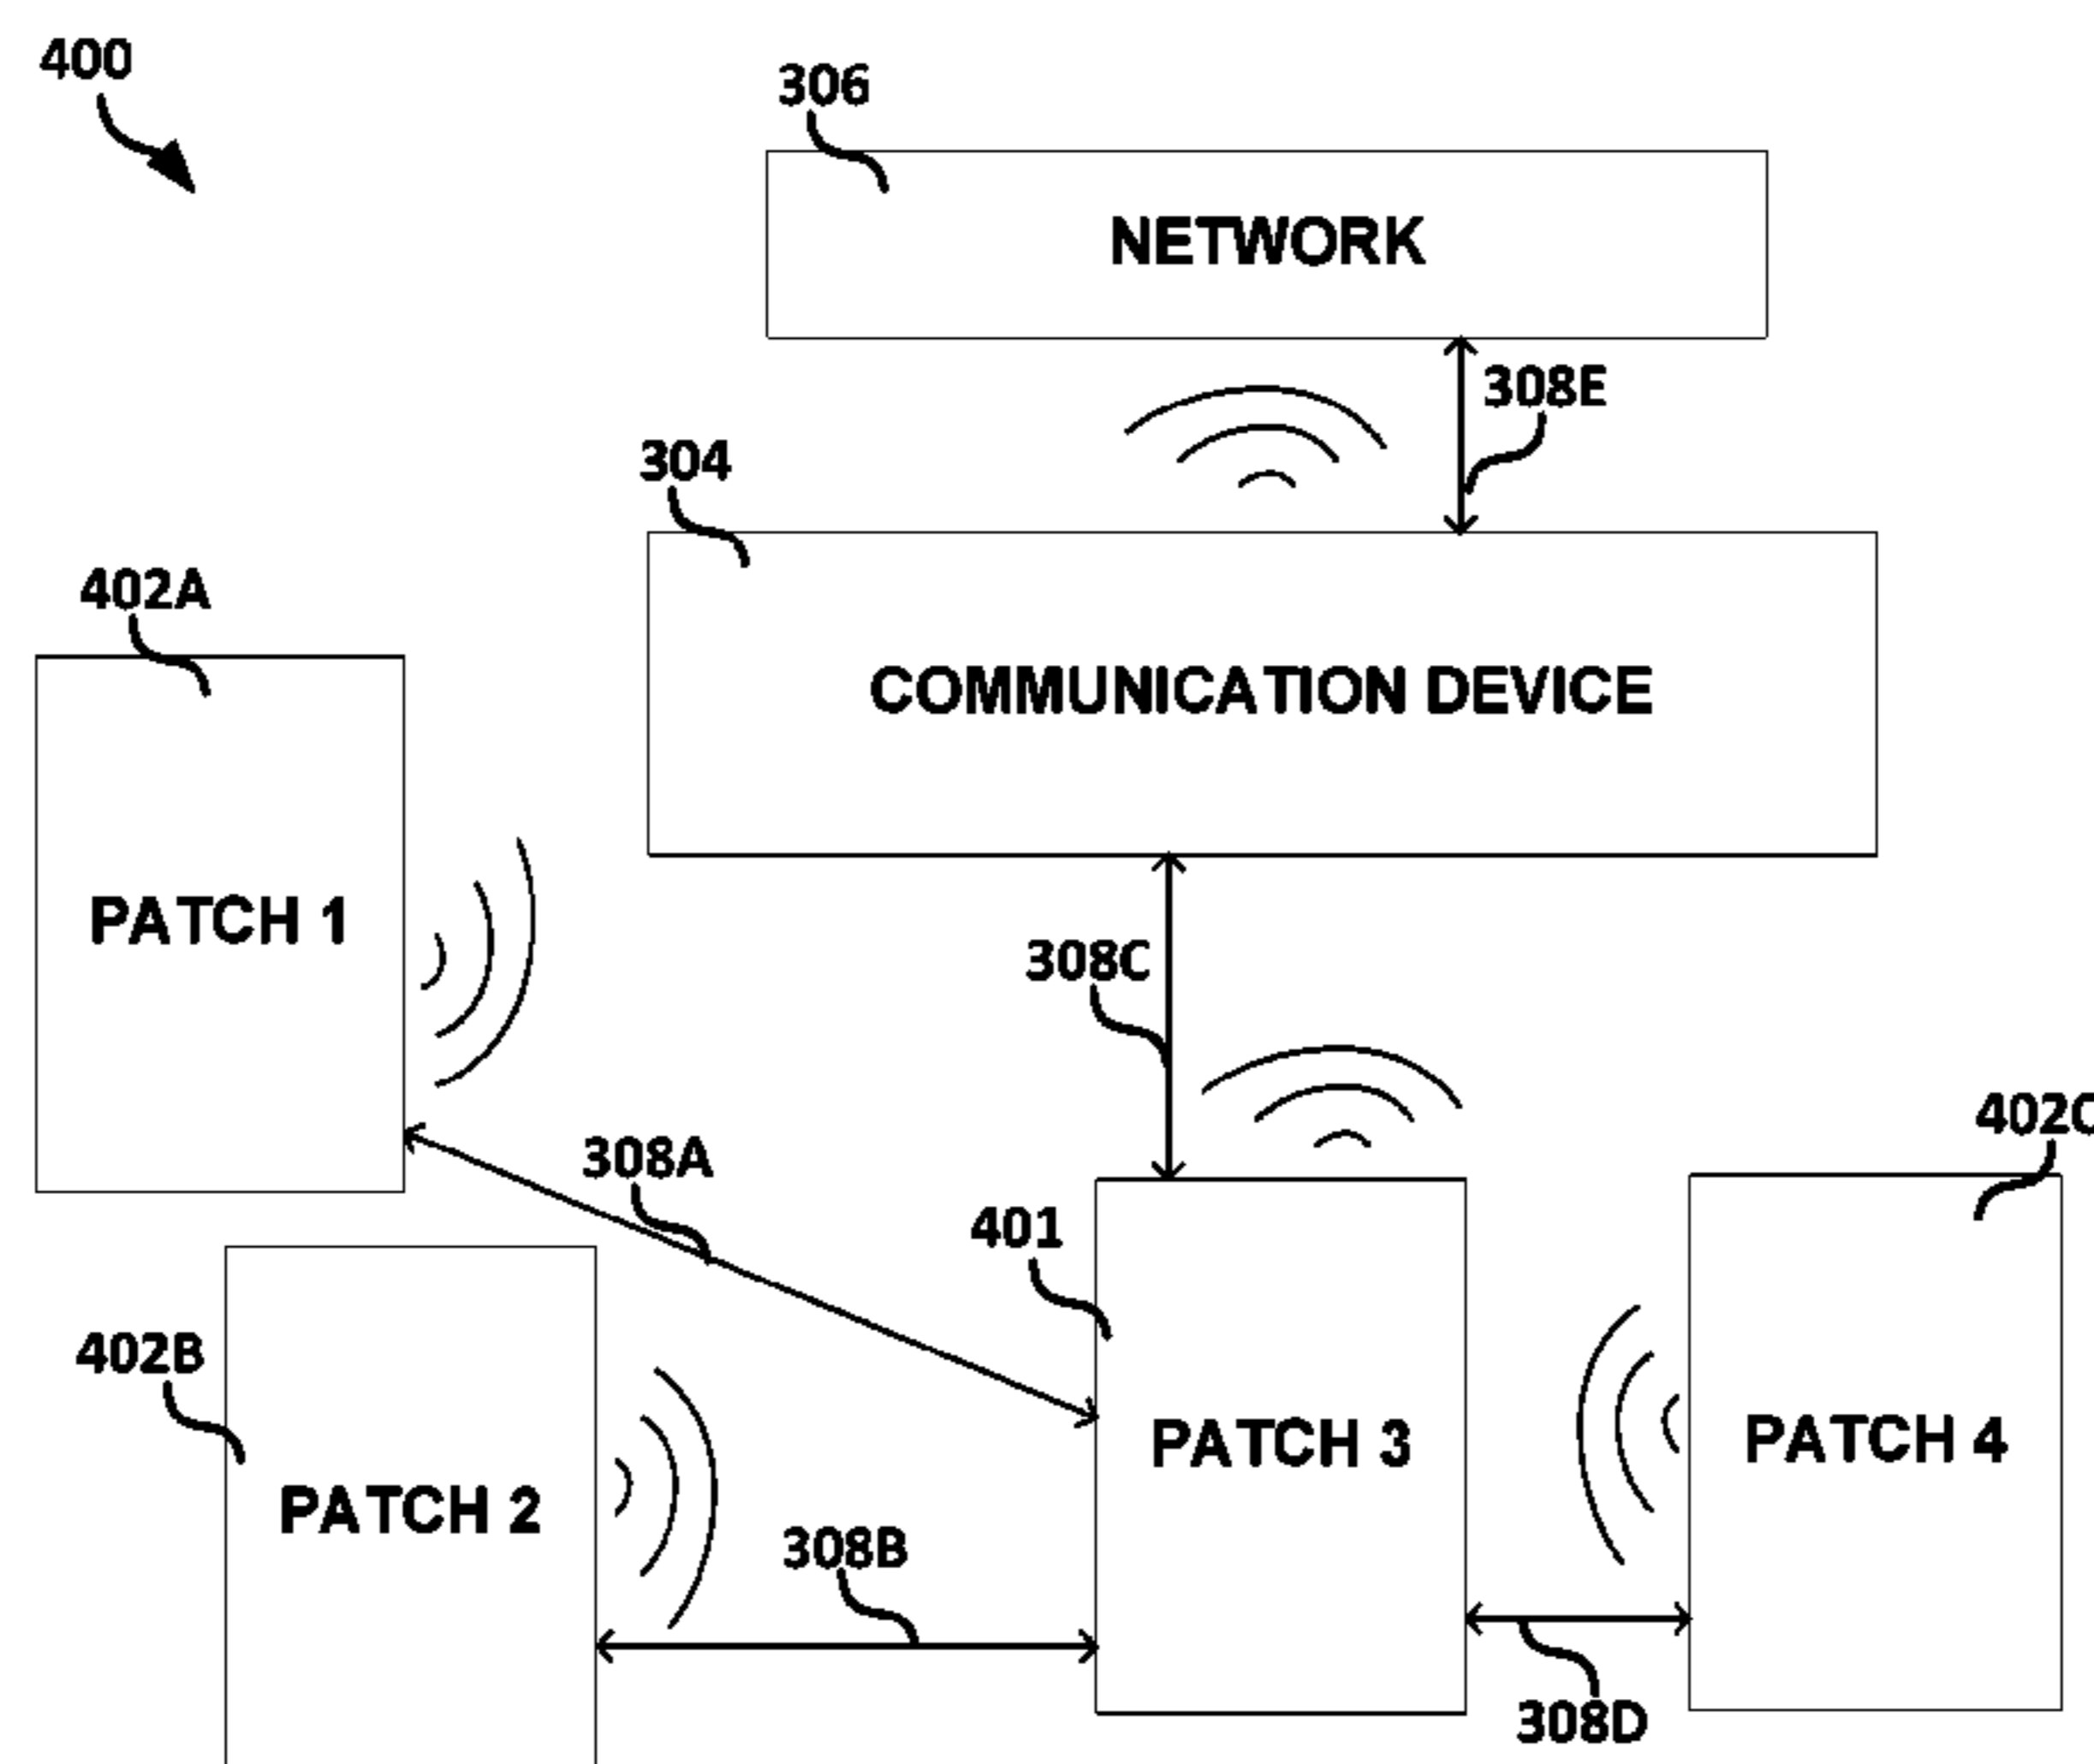 400
306
NETWORK
308E
304
COMMUNICATION DEVICE
402A
PATCH 1
308C
402C
308A
401
402B
PATCH 3
PATCH 4
PATCH 2
308B
308D